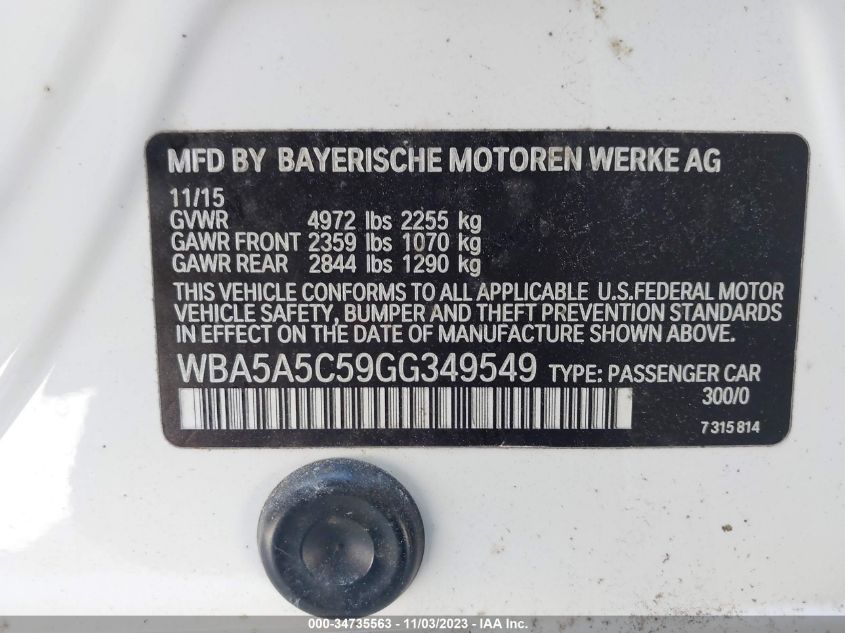 MFD BY BAYERISCHE MOTOREN WERKE AG
11/15
GVWR 4972 lbs 2255 kg
GAWR FRONT 2359 lbs 1070 kg
GAWR REAR 2844 lbs 1290 kg
THIS VEHICLE CONFORMS TO ALL APPLICABLE U.S.FEDERAL MOTOR
VEHICLE SAFETY, BUMPER AND THEFT PREVENTION STANDARDS
IN EFFECT ON THE DATE OF MANUFACTURE SHOWN ABOVE.
WBA5A5C59GG349549 TYPE: PASSENGER CAR
300/0
7315814
000-34735563 - 11/03/2023 - IAA Inc.